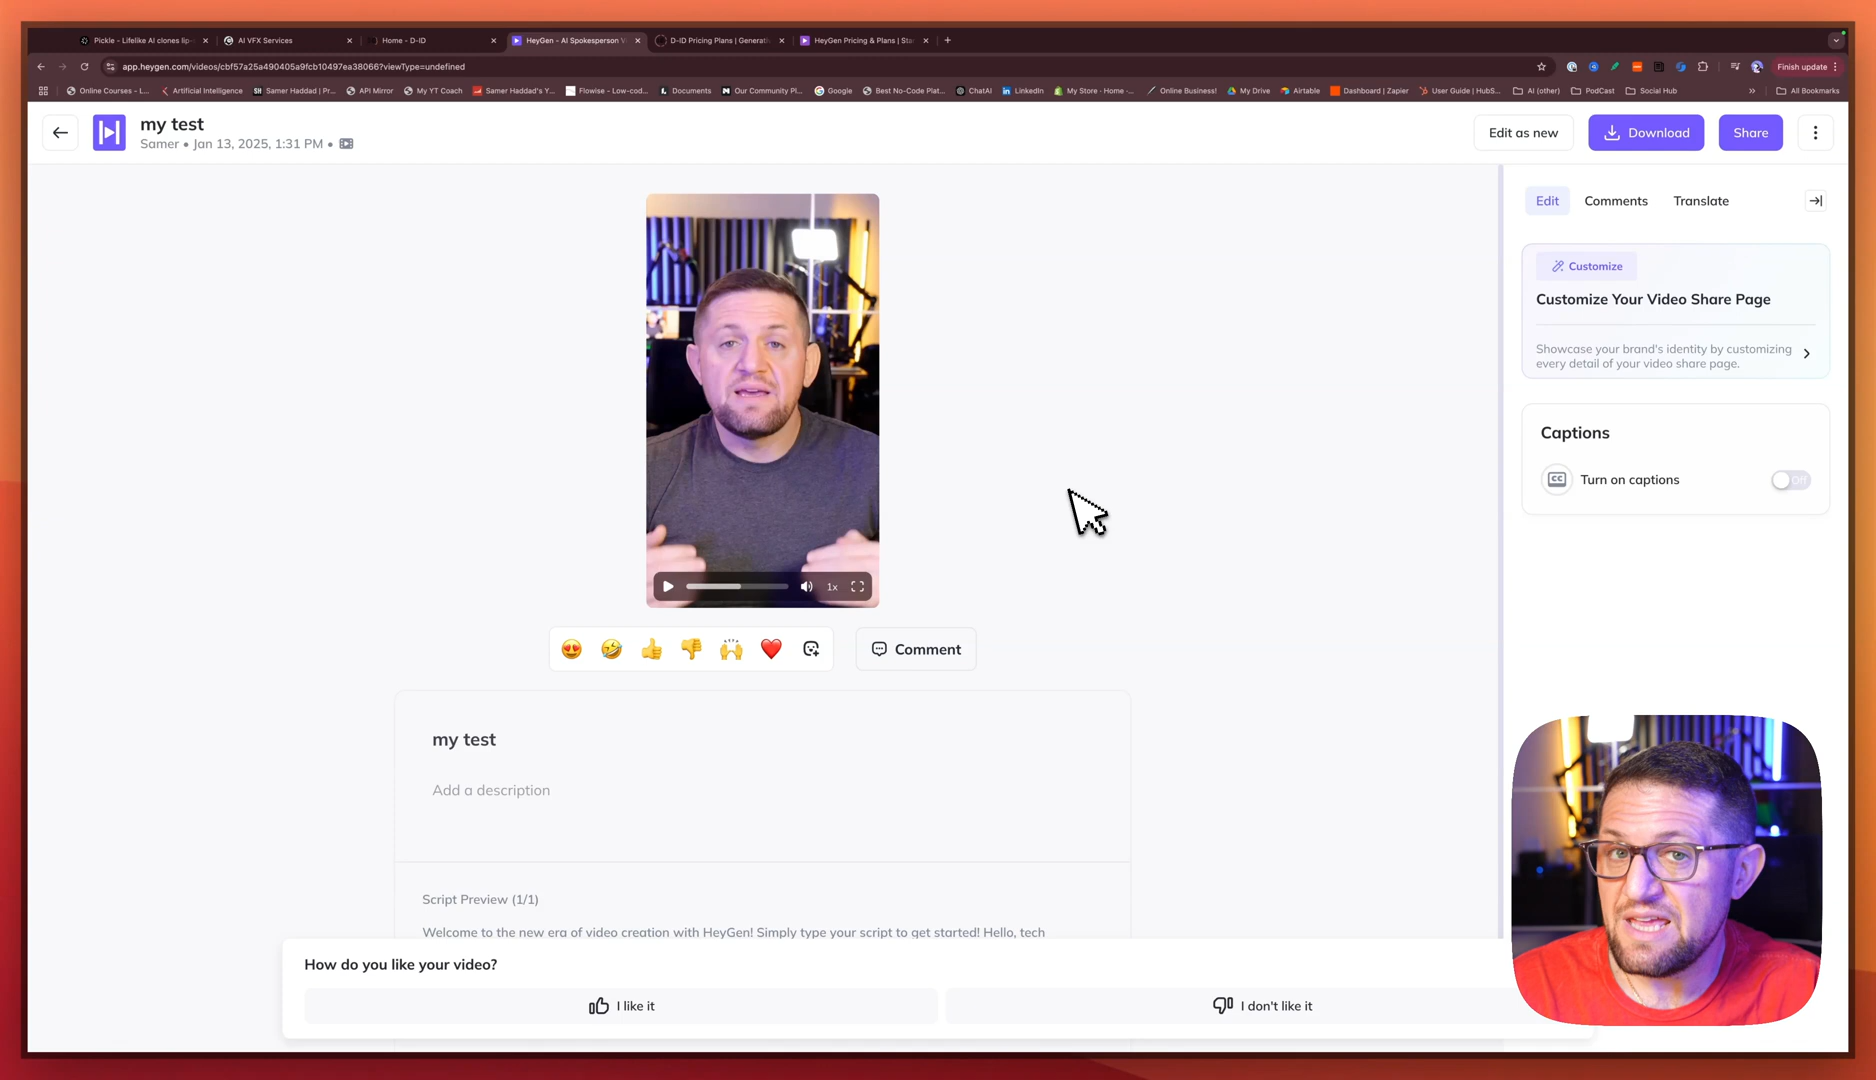 Pickle - Lifelike AI clones lip-
AI VFX Services
Home - D-ID
HeyGen - AI Spokesperson V
D-ID Pricing Plans | Generati
HeyGen Pricing & Plans | Sta
app.heygen.com/videos/cbf57a25a490405a9fcb10497ea38066?viewType=undefined
Finish update
Online Courses - L...
Artificial Intelligence
Samer Haddad | Pr...
API Mirror
My YT Coach
Samer Haddad's Y...
Flowise - Low-cod...
Documents
Our Community Pl...
Google
Best No-Code Plat...
ChatAI
LinkedIn
My Store · Home ·...
Online Business!
My Drive
Airtable
Dashboard | Zapier
User Guide | HubS...
AI (other)
PodCast
Social Hub
All Bookmarks
my test
Samer • Jan 13, 2025, 1:31 PM •
Edit as new
Download
Share
Edit
Comments
Translate
Customize
Customize Your Video Share Page
Showcase your brand's identity by customizing
every detail of your video share page.
Captions
CC
Turn on captions
Off
1x
Comment
my test
Add a description
Script Preview (1/1)
Welcome to the new era of video creation with HeyGen! Simply type your script to get started! Hello, tech
How do you like your video?
I like it
I don't like it